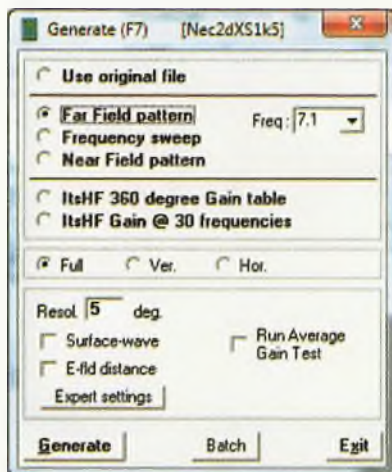 Generate (F7) [Nec2dXS1k5]
Use original file
Far Field pattern Freq : 7.1
Frequency sweep
Near Field pattern
ItsHF 360 degree Gain table
ItsHF Gain @ 30 frequencies
Full Ver. Hor.
Resol. 5 deg.
Surface-wave Run Average Gain Test
E-fld distance
Expert settings
Generate Batch Exit